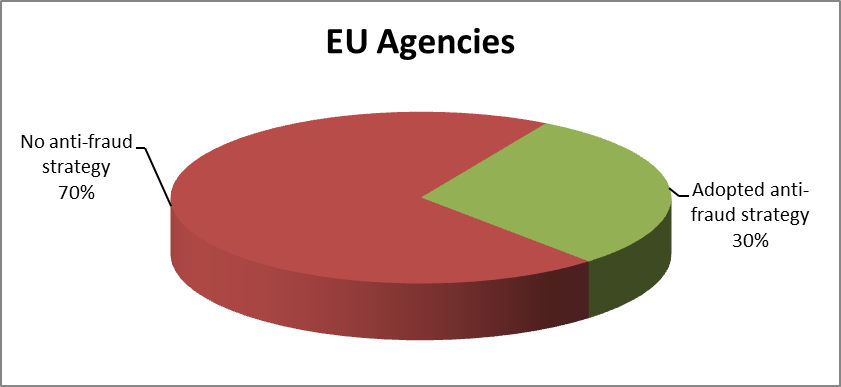 EU Agencies
No anti-fraud
strategy
70%
Adopted anti-
fraud strategy
30%